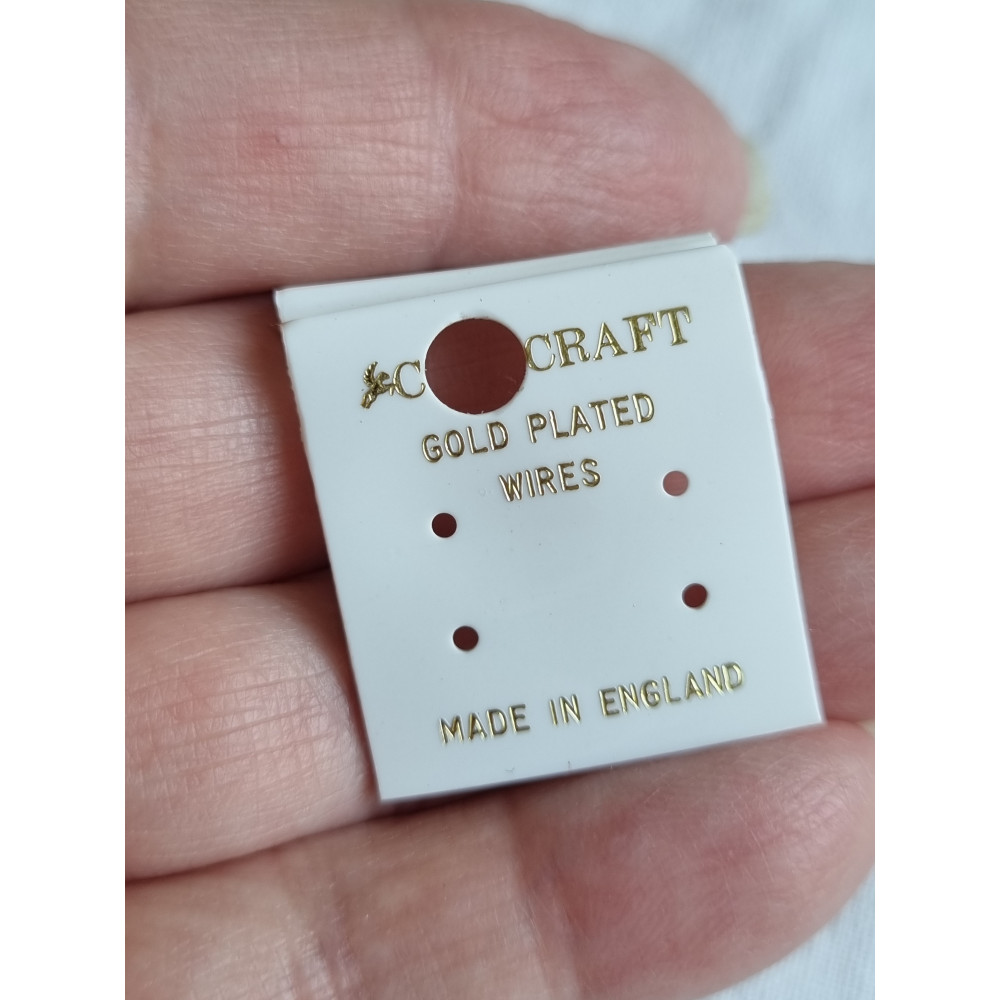 C CRAFT
GOLD PLATED
WIRES
MADE IN ENGLAND